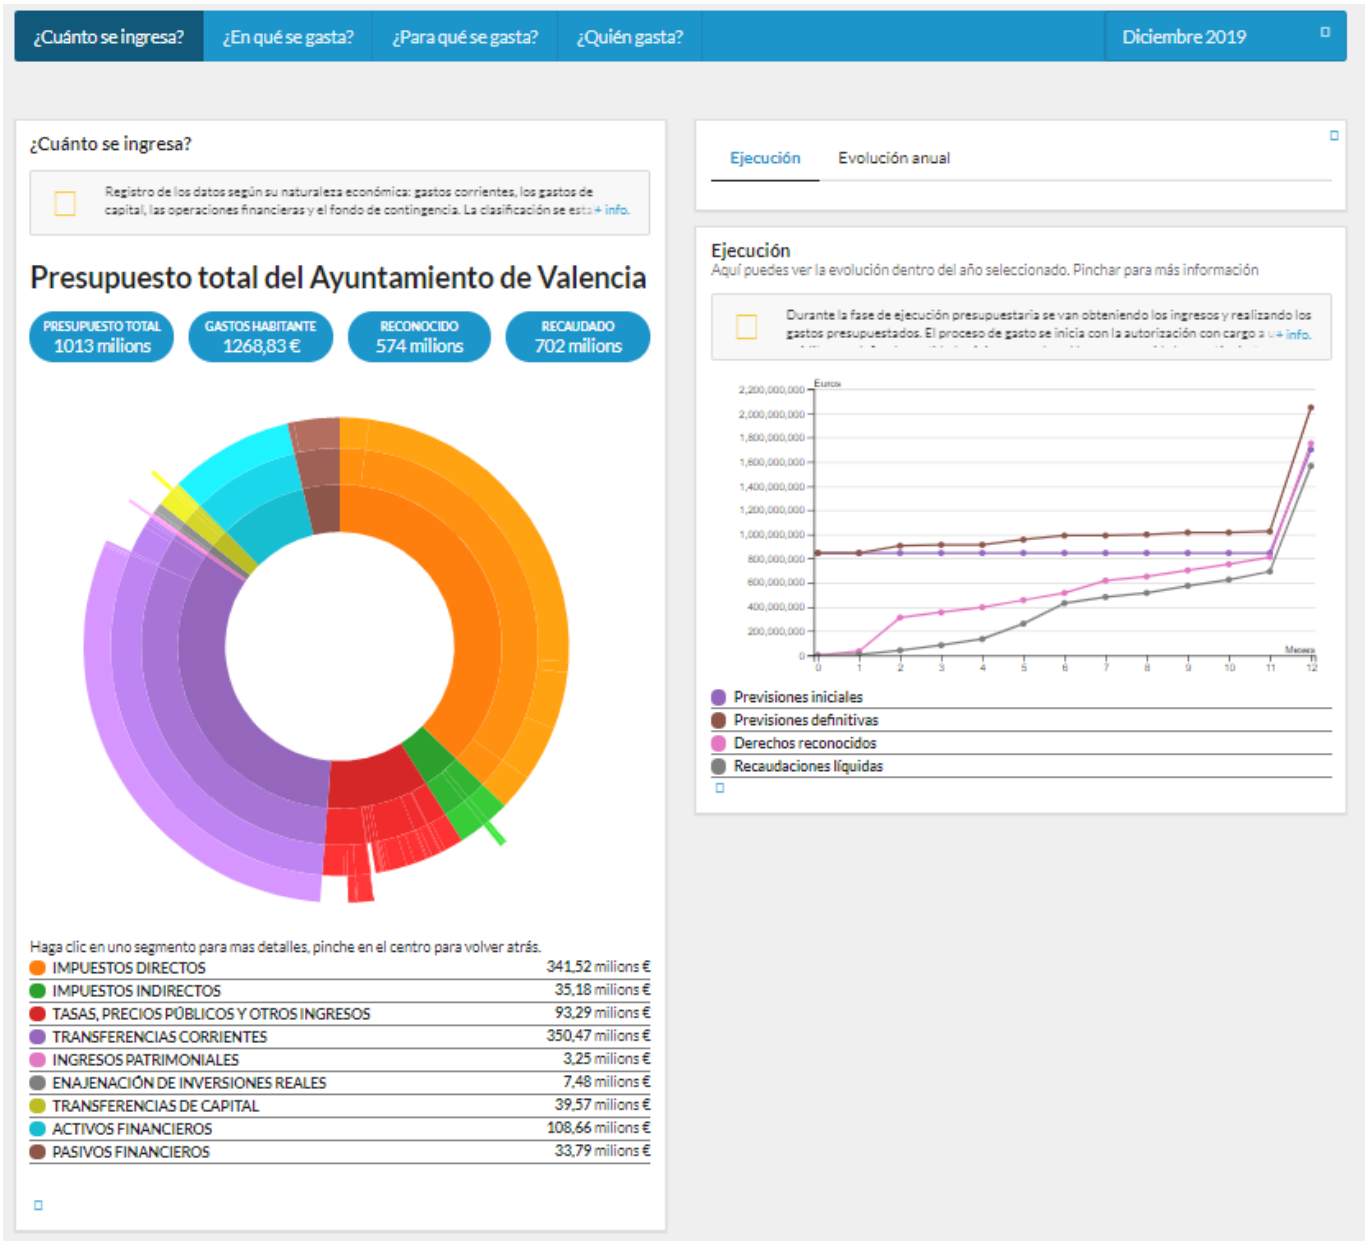 ¿Cuánto se ingresa?
¿En qué se gasta?
¿Para qué se gasta?
¿Quién gasta?
Diciembre 2019
¿Cuánto se ingresa?
Registro de los datos según su naturaleza económica: gastos corrientes, los gastos de
capital, las operaciones financieras y el fondo de contingencia. La clasificación se est + info.
Presupuesto total del Ayuntamiento de Valencia
PRESUPUESTO TOTAL
1013 milions
GASTOS HABITANTE
1268,83 €
RECONOCIDO
574 milions
RECAUDADO
702 milions
Haga clic en uno segmento para mas detalles, pinche en el centro para volver atrás.
IMPUESTOS DIRECTOS 341,52 milions €
IMPUESTOS INDIRECTOS 35,18 milions €
TASAS, PRECIOS PÚBLICOS Y OTROS INGRESOS 93,29 milions €
TRANSFERENCIAS CORRIENTES 350,47 milions €
INGRESOS PATRIMONIALES 3,25 milions €
ENAJENACIÓN DE INVERSIONES REALES 7,48 milions €
TRANSFERENCIAS DE CAPITAL 39,57 milions €
ACTIVOS FINANCIEROS 108,66 milions €
PASIVOS FINANCIEROS 33,79 milions €
Ejecución
Evolución anual
Ejecución
Aquí puedes ver la evolución dentro del año seleccionado. Pinchar para más información
Durante la fase de ejecución presupuestaria se van obteniendo los ingresos y realizando los
gastos presupuestados. El proceso de gasto se inicia con la autorización con cargo a u + info.
Euros
2,200,000,000
2,000,000,000
1,800,000,000
1,600,000,000
1,400,000,000
1,200,000,000
1,000,000,000
800,000,000
600,000,000
400,000,000
200,000,000
0
Meses
0 1 2 3 4 5 6 7 8 9 10 11 12
Previsiones iniciales
Previsiones definitivas
Derechos reconocidos
Recaudaciones líquidas